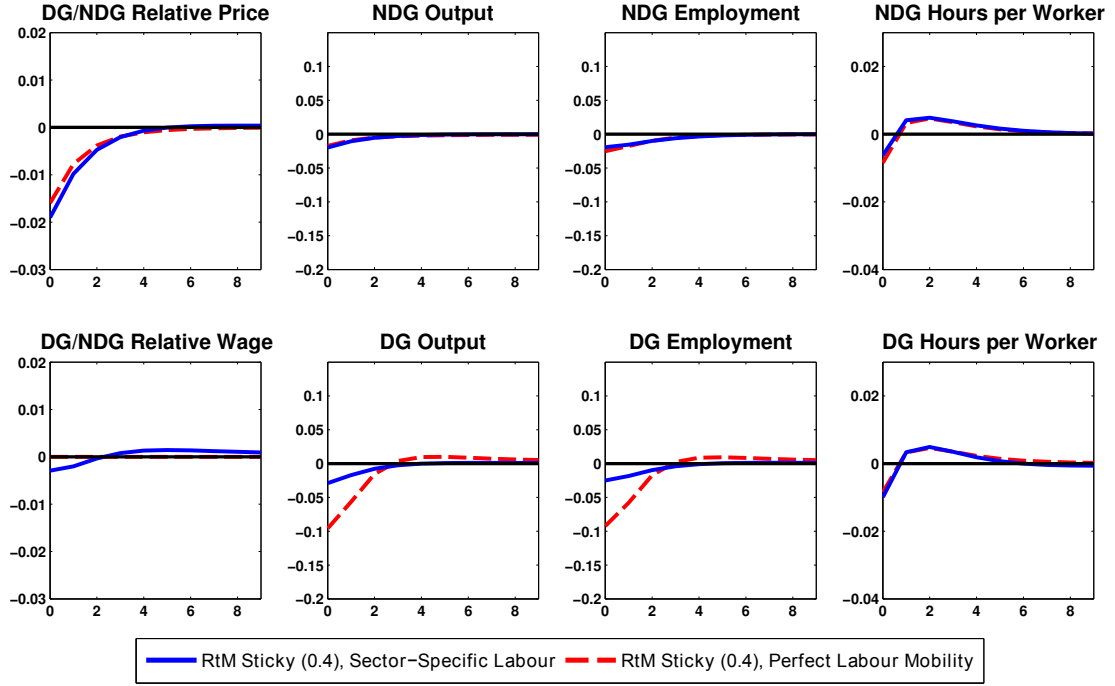 DG/NDG Relative Price
NDG Output
NDG Employment
NDG Hours per Worker
0.02
0.01
0
−0.01
−0.02
−0.03
0 2 4 6 8
0.1
0.05
0
−0.05
−0.1
−0.15
−0.2
0 2 4 6 8
0.1
0.05
0
−0.05
−0.1
−0.15
−0.2
0 2 4 6 8
0.02
0
−0.02
−0.04
0 2 4 6 8
DG/NDG Relative Wage
DG Output
DG Employment
DG Hours per Worker
0.02
0.01
0
−0.01
−0.02
−0.03
0 2 4 6 8
0.1
0.05
0
−0.05
−0.1
−0.15
−0.2
0 2 4 6 8
0.1
0.05
0
−0.05
−0.1
−0.15
−0.2
0 2 4 6 8
0.02
0
−0.02
−0.04
0 2 4 6 8
RtM Sticky (0.4), Sector−Specific Labour
RtM Sticky (0.4), Perfect Labour Mobility